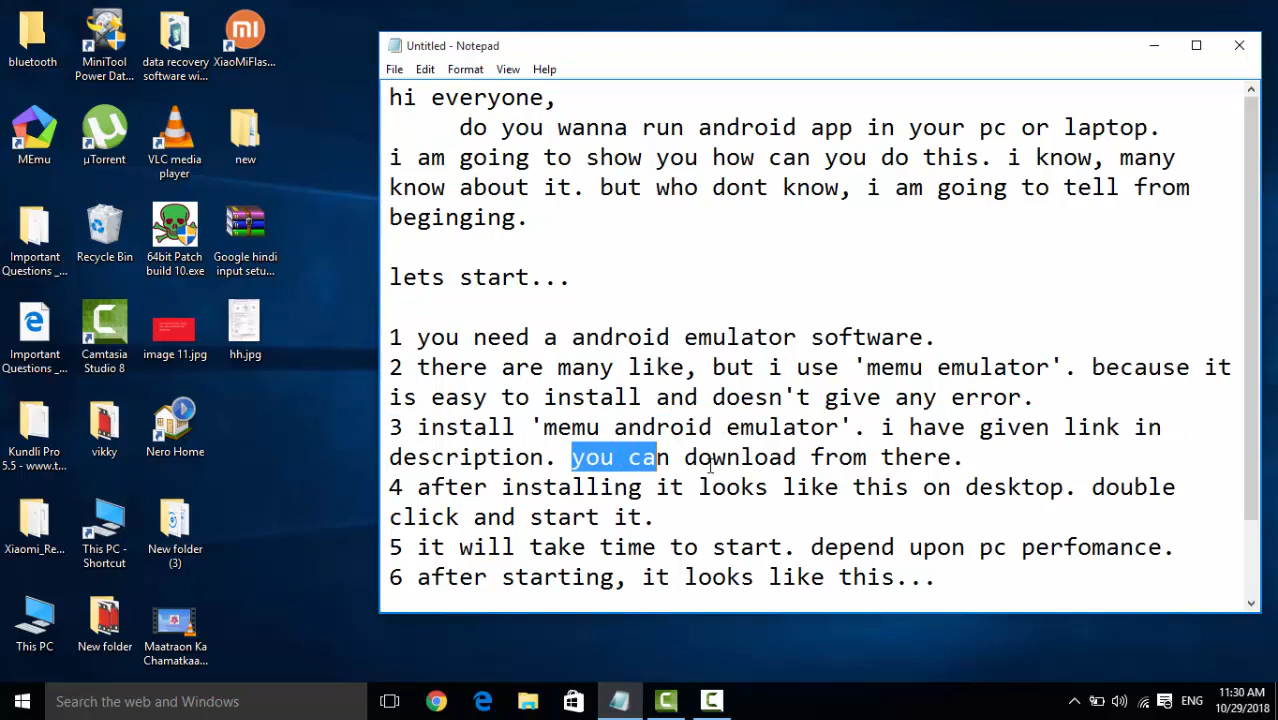 bluetooth
MiniTool
Power Dat...
data recovery
software wi...
XiaoMiFlas...
MEmu
µTorrent
VLC media
player
new
Important
Questions _...
Recycle Bin
64bit Patch
build 10.exe
Google hindi
input setu...
Important
Questions _...
Camtasia
Studio 8
image 11.jpg
hh.jpg
Kundli Pro
5.5 - www.t...
vikky
Nero Home
Xiaomi_Re...
This PC -
Shortcut
New folder
(3)
This PC
New folder
Maatraon Ka
Chamatkaa...
Untitled - Notepad
File Edit Format View Help
hi everyone,
do you wanna run android app in your pc or laptop.
i am going to show you how can you do this. i know, many
know about it. but who dont know, i am going to tell from
beginging.
lets start...
1 you need a android emulator software.
2 there are many like, but i use 'memu emulator'. because it
is easy to install and doesn't give any error.
3 install 'memu android emulator'. i have given link in
description. you can download from there.
4 after installing it looks like this on desktop. double
click and start it.
5 it will take time to start. depend upon pc perfomance.
6 after starting, it looks like this...
Search the web and Windows
ENG
11:30 AM
10/29/2018